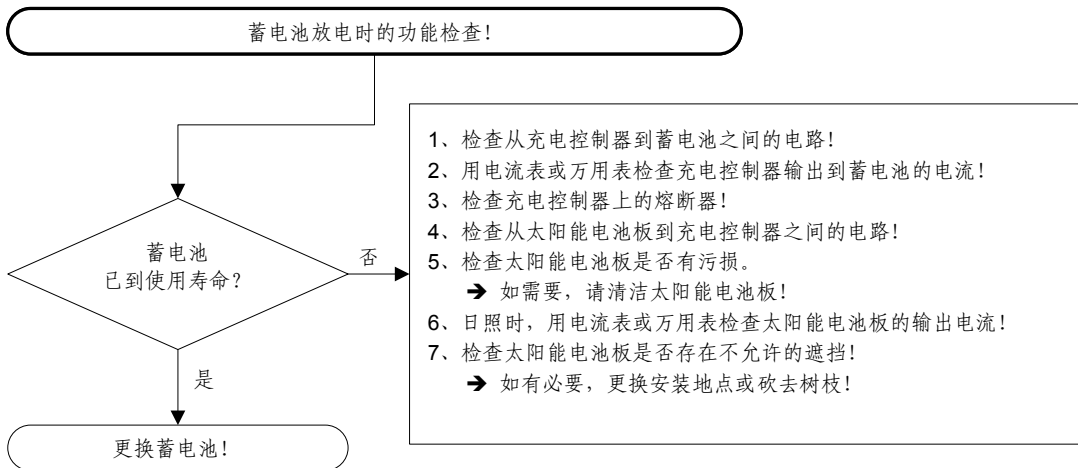 蓄电池放电时的功能检查!
蓄电池
已到使用寿命?
否
是
更换蓄电池!
1、检查从充电控制器到蓄电池之间的电路!
2、用电流表或万用表检查充电控制器输出到蓄电池的电流!
3、检查充电控制器上的熔断器!
4、检查从太阳能电池板到充电控制器之间的电路!
5、检查太阳能电池板是否有污损。
➔ 如需要，请清洁太阳能电池板!
6、日照时，用电流表或万用表检查太阳能电池板的输出电流!
7、检查太阳能电池板是否存在不允许的遮挡!
➔ 如有必要，更换安装地点或砍去树枝!